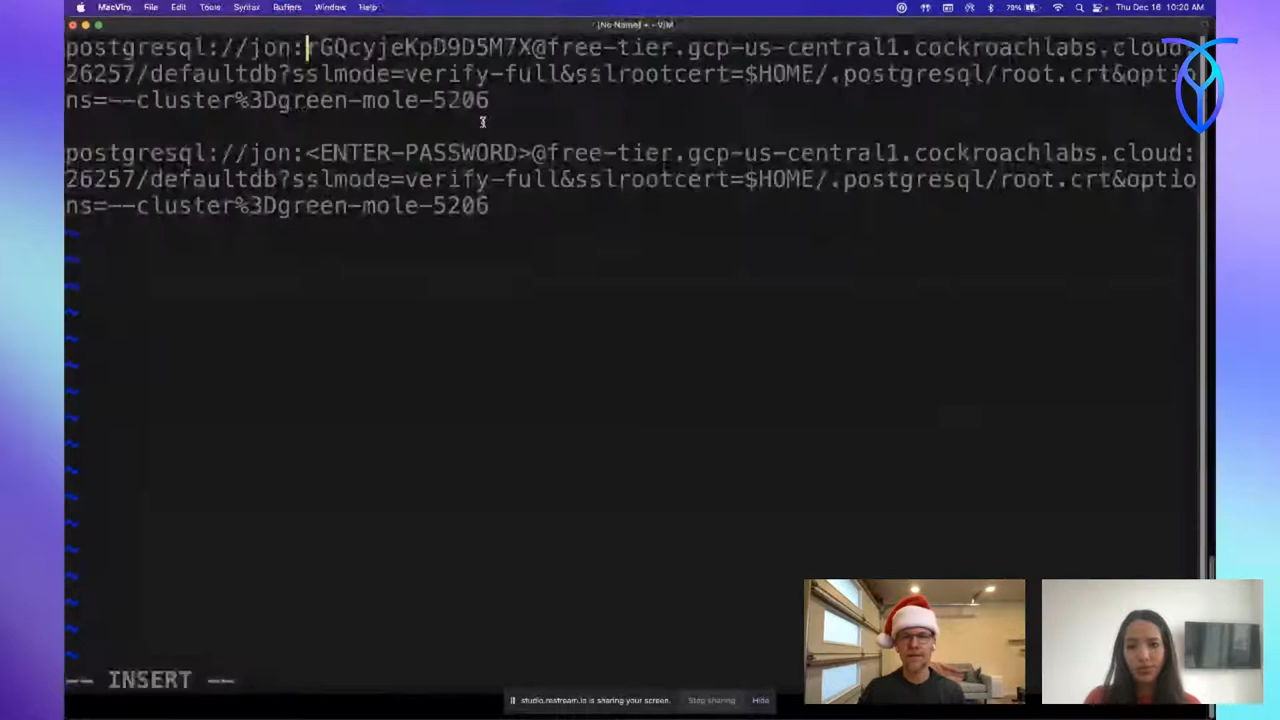 MacVim File Edit Tools Syntax Buffers Window Help 79% Thu Dec 16 10:20 AM
[No Name] + - VIM
postgresql://jon:rGQcyjeKpD9D5M7X@free-tier.gcp-us-central1.cockroachlabs.cloud:
26257/defaultdb?sslmode=verify-full&sslrootcert=$HOME/.postgresql/root.crt&optio
ns=--cluster%3Dgreen-mole-5206
postgresql://jon:<ENTER-PASSWORD>@free-tier.gcp-us-central1.cockroachlabs.cloud:
26257/defaultdb?sslmode=verify-full&sslrootcert=$HOME/.postgresql/root.crt&optio
ns=--cluster%3Dgreen-mole-5206
-- INSERT --
studio.restream.io is sharing your screen. Stop sharing Hide